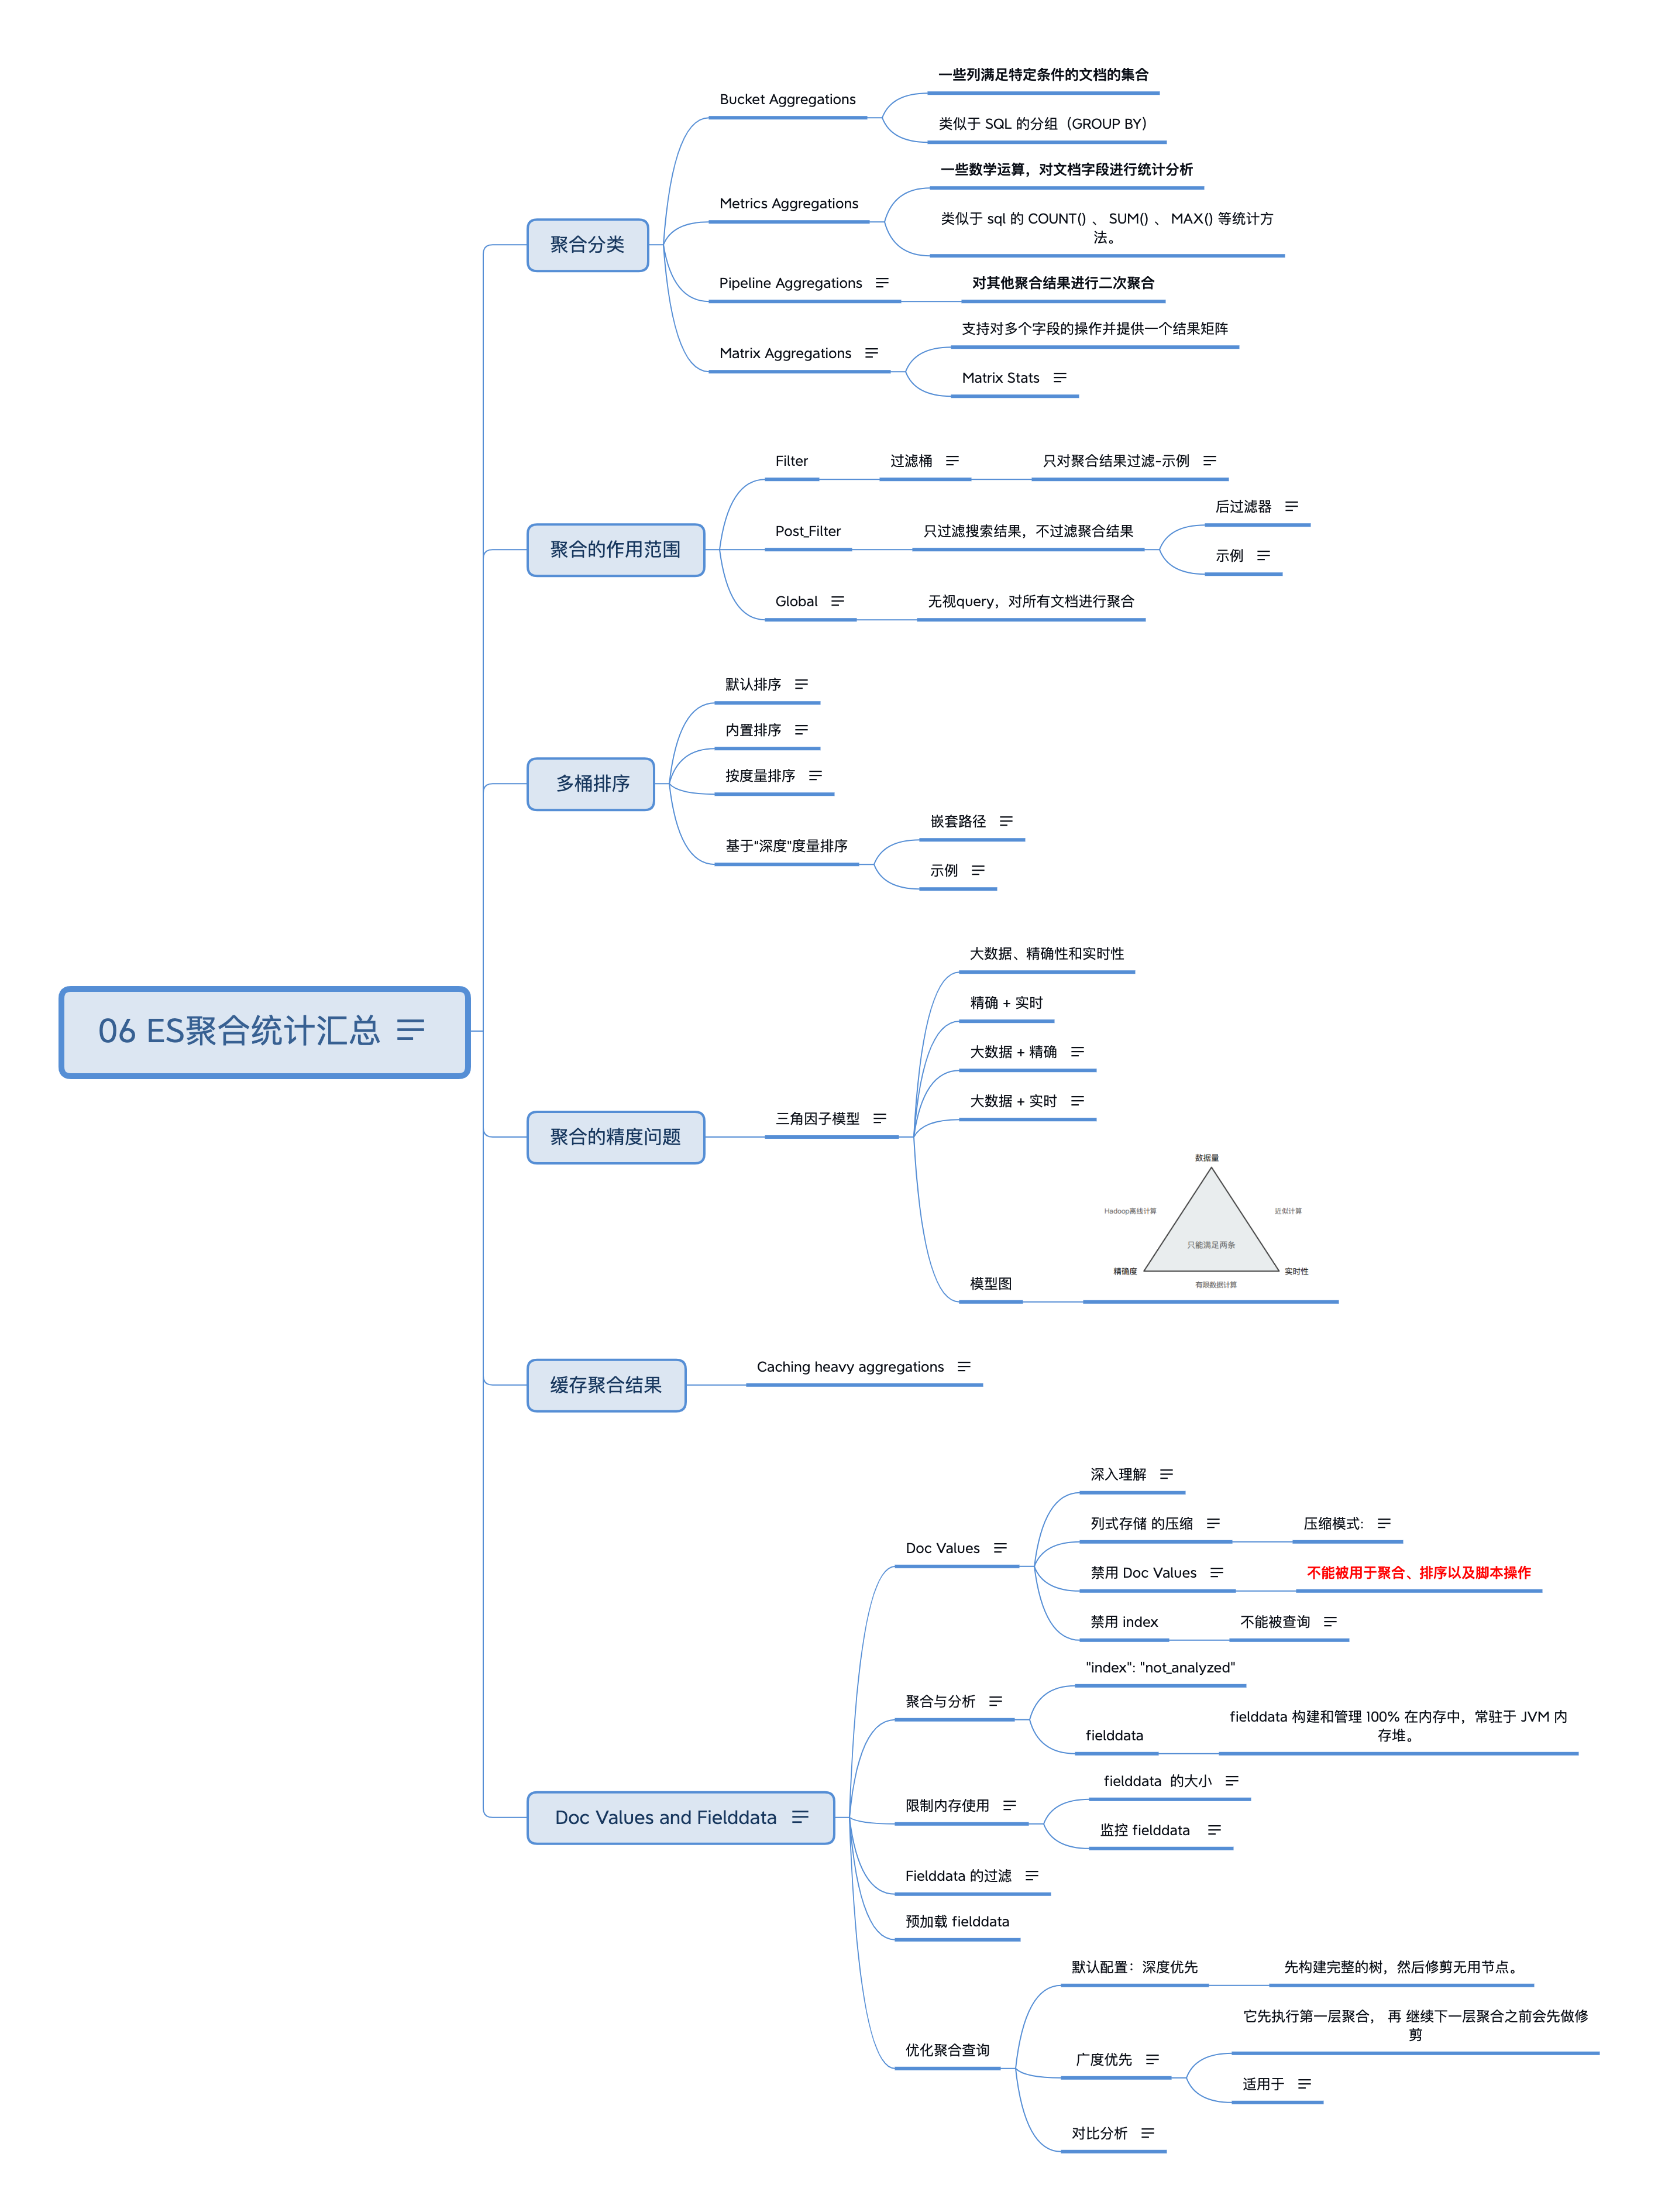 06 ES聚合统计汇总
聚合分类
Bucket Aggregations
一些列满足特定条件的文档的集合
类似于 SQL 的分组（GROUP BY）
Metrics Aggregations
一些数学运算，对文档字段进行统计分析
类似于 sql 的 COUNT() 、 SUM() 、 MAX() 等统计方
法。
Pipeline Aggregations
对其他聚合结果进行二次聚合
Matrix Aggregations
支持对多个字段的操作并提供一个结果矩阵
Matrix Stats
聚合的作用范围
Filter
过滤桶
只对聚合结果过滤-示例
Post_Filter
只过滤搜索结果，不过滤聚合结果
后过滤器
示例
Global
无视query，对所有文档进行聚合
多桶排序
默认排序
内置排序
按度量排序
基于“深度”度量排序
嵌套路径
示例
聚合的精度问题
三角因子模型
大数据、精确性和实时性
精确 + 实时
大数据 + 精确
大数据 + 实时
模型图
数据量
Hadoop离线计算
近似计算
只能满足两条
精确度
实时性
有限数据计算
缓存聚合结果
Caching heavy aggregations
Doc Values and Fielddata
Doc Values
深入理解
列式存储 的压缩
压缩模式:
禁用 Doc Values
不能被用于聚合、排序以及脚本操作
禁用 index
不能被查询
聚合与分析
"index": "not_analyzed"
fielddata
fielddata 构建和管理 100% 在内存中，常驻于 JVM 内
存堆。
限制内存使用
fielddata 的大小
监控 fielddata
Fielddata 的过滤
预加载 fielddata
优化聚合查询
默认配置：深度优先
先构建完整的树，然后修剪无用节点。
广度优先
它先执行第一层聚合， 再 继续下一层聚合之前会先做修
剪
适用于
对比分析